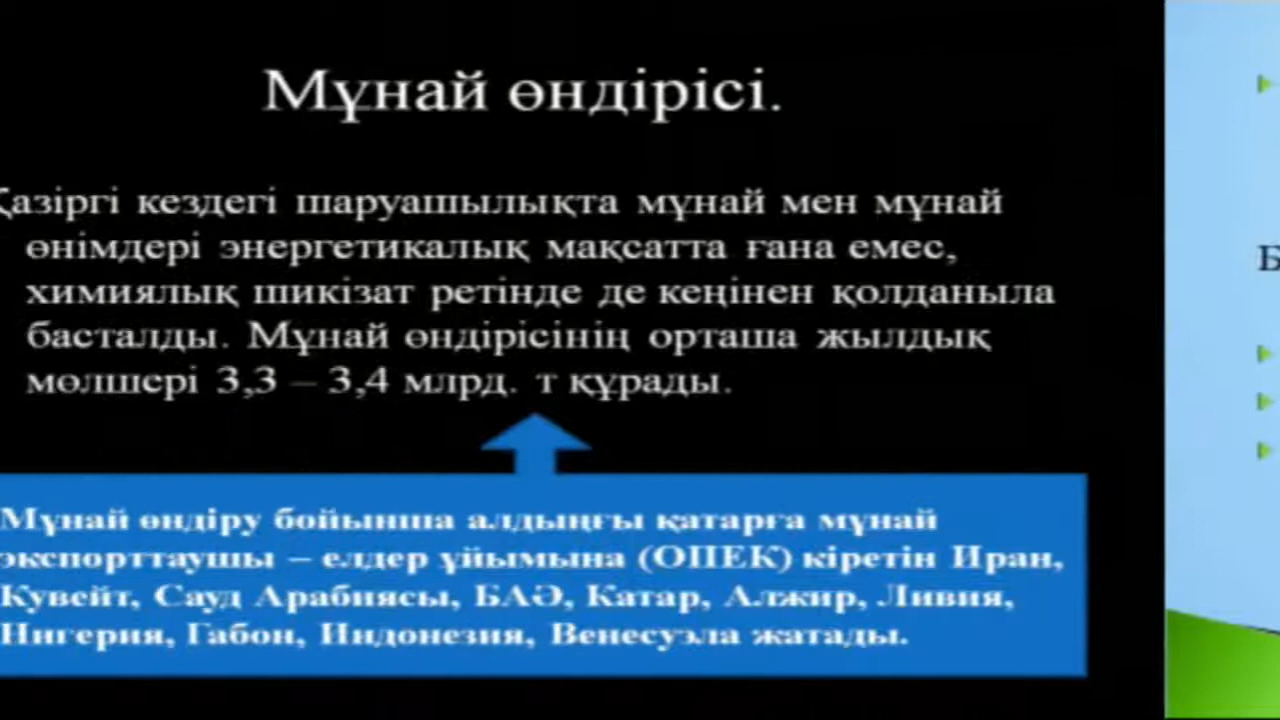 Мұнай өндірісі.
Қазіргі кездегі шаруашылықта мұнай мен мұнай
өнімдері энергетикалық мақсатта ғана емес,
химиялық шикізат ретінде де кеңінен қолданыла
басталды. Мұнай өндірісінің орташа жылдық
мөлшері 3,3 – 3,4 млрд. т құрады.
Мұнай өндіру бойынша алдыңғы қатарға мұнай
экспорттаушы – елдер ұйымына (ОПЕК) кіретін Иран,
Кувейт, Сауд Арабиясы, БАӘ, Катар, Алжир, Ливия,
Нигерия, Габон, Индонезия, Венесуэла жатады.